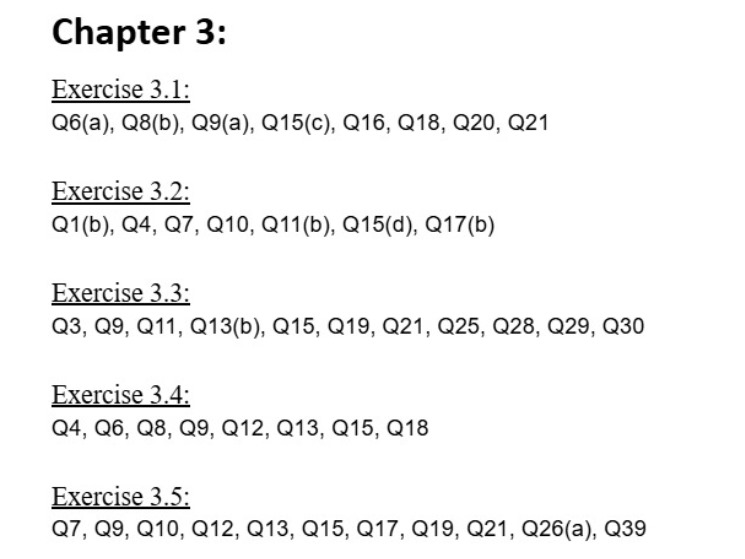 Chapter 3:
Exercise 3.1:
Q6(a), Q8(b), Q9(a), Q15(c), Q16, Q18, Q20, Q21
Exercise 3.2:
Q1(b), Q4, Q7, Q10, Q11(b), Q15(d), Q17(b)
Exercise 3.3:
Q3, Q9, Q11, Q13(b), Q15, Q19, Q21, Q25, Q28, Q29, Q30
Exercise 3.4:
Q4, Q6, Q8, Q9, Q12, Q13, Q15, Q18
Exercise 3.5:
Q7, Q9, Q10, Q12, Q13, Q15, Q17, Q19, Q21, Q26(a), Q39